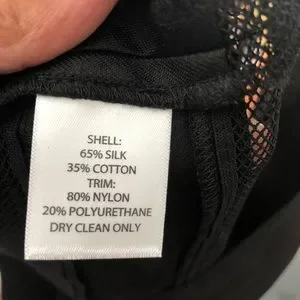 SHELL:
65% SILK
35% COTTON
TRIM:
80% NYLON
20% POLYURETHANE
DRY CLEAN ONLY